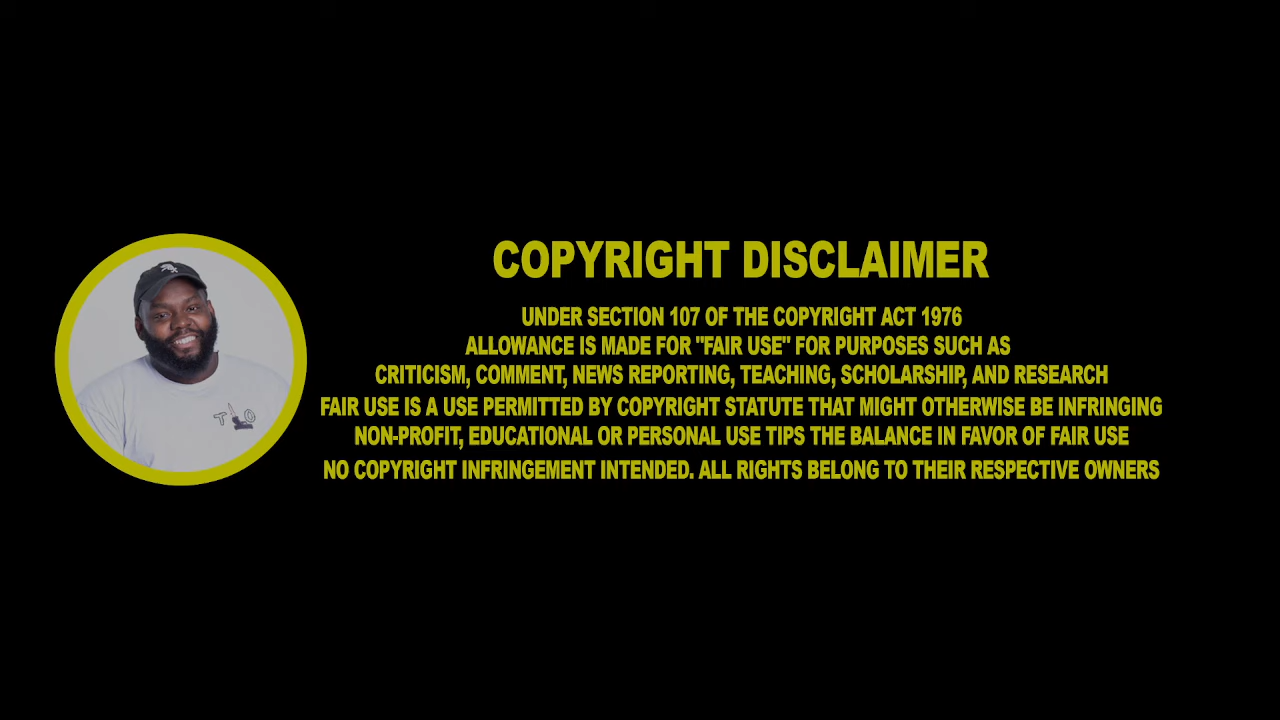 COPYRIGHT DISCLAIMER
UNDER SECTION 107 OF THE COPYRIGHT ACT 1976
ALLOWANCE IS MADE FOR "FAIR USE" FOR PURPOSES SUCH AS
CRITICISM, COMMENT, NEWS REPORTING, TEACHING, SCHOLARSHIP, AND RESEARCH
FAIR USE IS A USE PERMITTED BY COPYRIGHT STATUTE THAT MIGHT OTHERWISE BE INFRINGING
NON-PROFIT, EDUCATIONAL OR PERSONAL USE TIPS THE BALANCE IN FAVOR OF FAIR USE
NO COPYRIGHT INFRINGEMENT INTENDED. ALL RIGHTS BELONG TO THEIR RESPECTIVE OWNERS